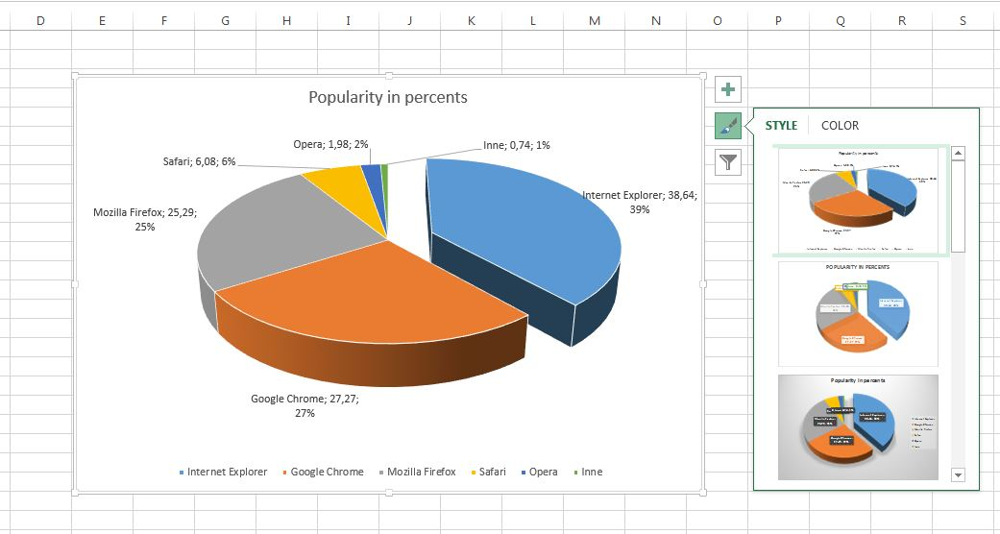 D E F G H I J K L M N O P Q R S
Popularity in percents
Opera; 1,98; 2%
Inne; 0,74; 1%
Safari; 6,08; 6%
Internet Explorer; 38,64;
39%
Mozilla Firefox; 25,29;
25%
Google Chrome; 27,27;
27%
Internet Explorer Google Chrome Mozilla Firefox Safari Opera Inne
STYLE COLOR
Popularity in percents
POPULARITY IN PERCENTS
Popularity in percents